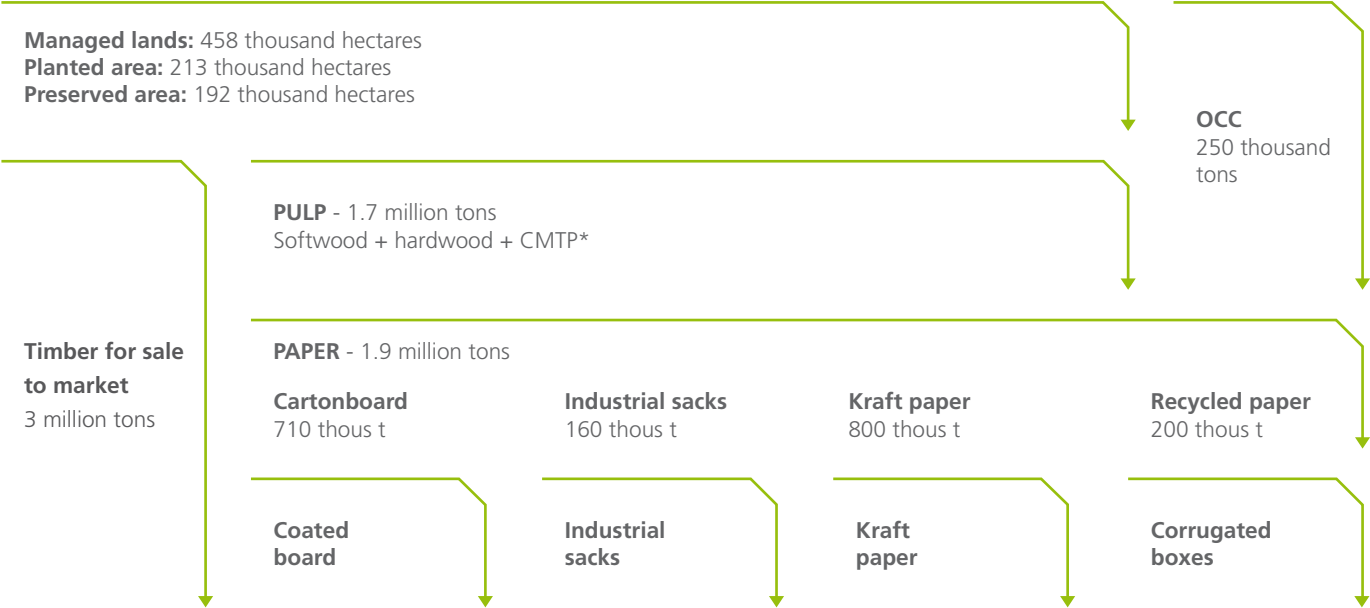 Managed lands: 458 thousand hectares
Planted area: 213 thousand hectares
Preserved area: 192 thousand hectares
OCC
250 thousand
tons
PULP - 1.7 million tons
Softwood + hardwood + CMTP*
Timber for sale
to market
3 million tons
PAPER - 1.9 million tons
Cartonboard
710 thous t
Industrial sacks
160 thous t
Kraft paper
800 thous t
Recycled paper
200 thous t
Coated
board
Industrial
sacks
Kraft
paper
Corrugated
boxes